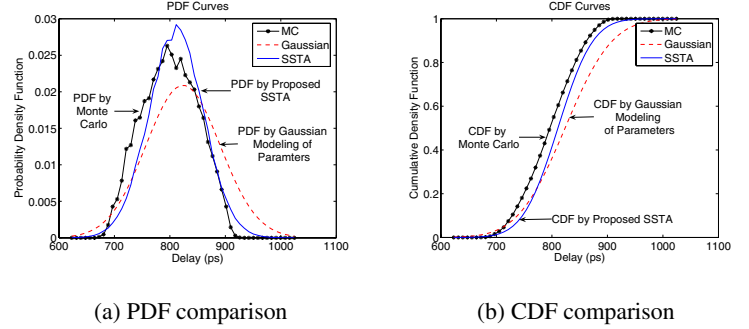 PDF Curves
0.03
0.025
0.02
0.015
0.01
0.005
0
600
700
800
900
1000
1100
Delay (ps)
Probability Density Function
MC
Gaussian
SSTA
PDF by
Monte
Carlo
PDF by Proposed
SSTA
PDF by Gaussian
Modeling of
Paramters
(a) PDF comparison
CDF Curves
1
0.8
0.6
0.4
0.2
0
600
700
800
900
1000
1100
Delay (ps)
Cumulative Density Function
MC
Gaussian
SSTA
CDF by
Monte Carlo
CDF by Gaussian
Modeling
of Parameters
CDF by Proposed SSTA
(b) CDF comparison